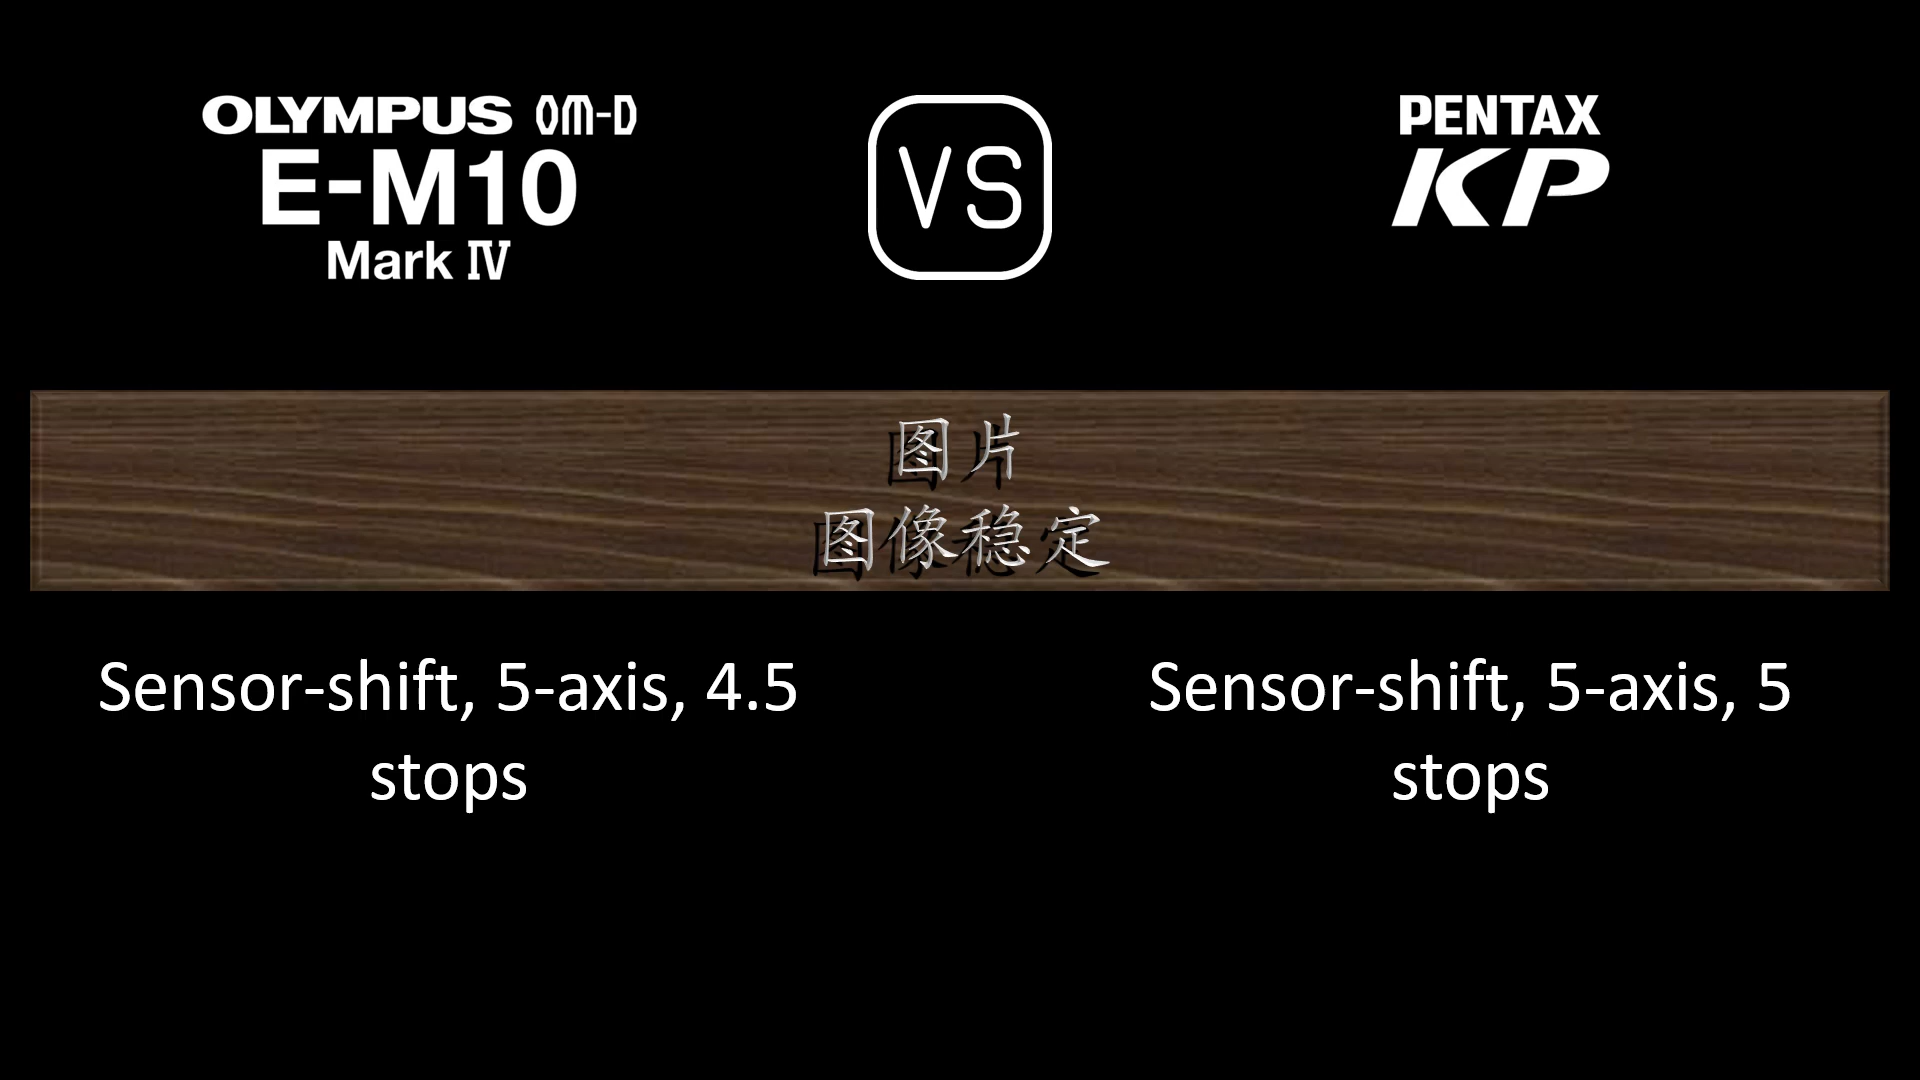 OLYMPUS OM-D
E-M10
Mark IV
VS
PENTAX
KP
图片
图像稳定
Sensor-shift, 5-axis, 4.5
stops
Sensor-shift, 5-axis, 5
stops